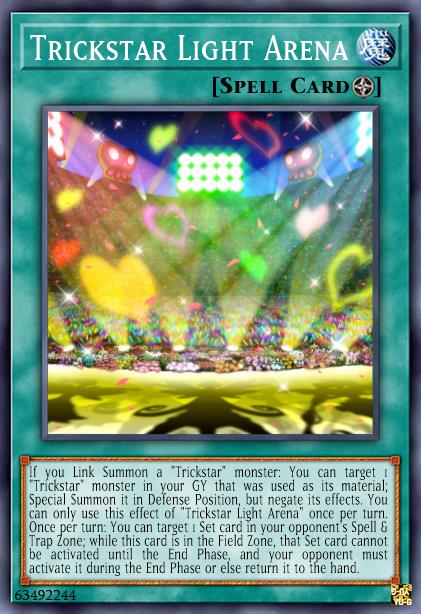 TRICKSTAR LIGHT ARENA 魔
[SPELL CARD]
If you Link Summon a "Trickstar" monster: You can target 1
"Trickstar" monster in your GY that was used as its material;
Special Summon it in Defense Position, but negate its effects. You
can only use this effect of "Trickstar Light Arena" once per turn.
Once per turn: You can target 1 Set card in your opponent's Spell &
Trap Zone; while this card is in the Field Zone, that Set card cannot
be activated until the End Phase, and your opponent must
activate it during the End Phase or else return it to the hand.
63492244